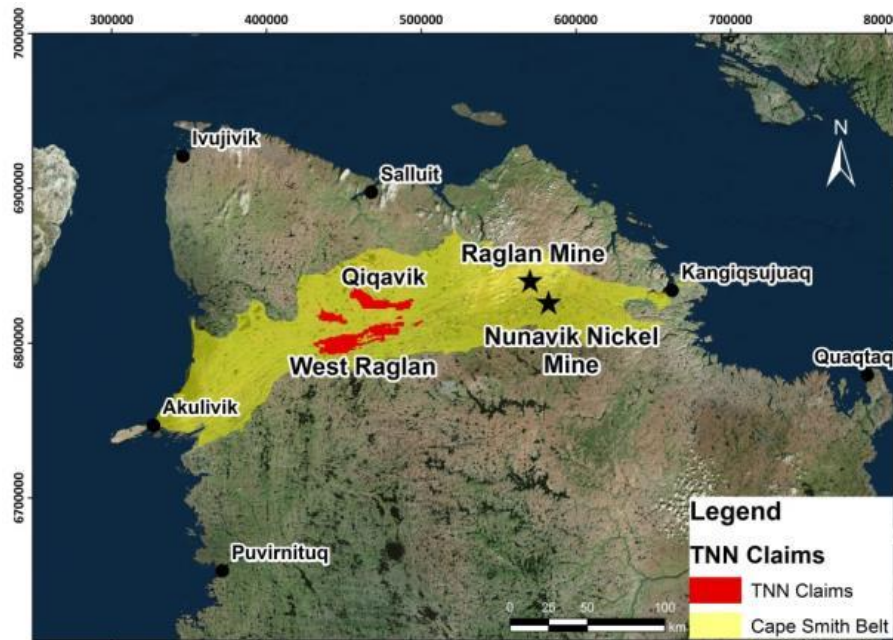 300000 400000 500000 600000 700000
7000000
N
Ivujivik
Salluit
6900000
Raglan Mine
Qiqavik
Kangiqsujuaq
6800000
Nunavik Nickel
Mine
West Raglan
Quaqtaq
Akulivik
6700000
Puvirnituq
Legend
TNN Claims
TNN Claims
Cape Smith Belt
0 25 50 100
km